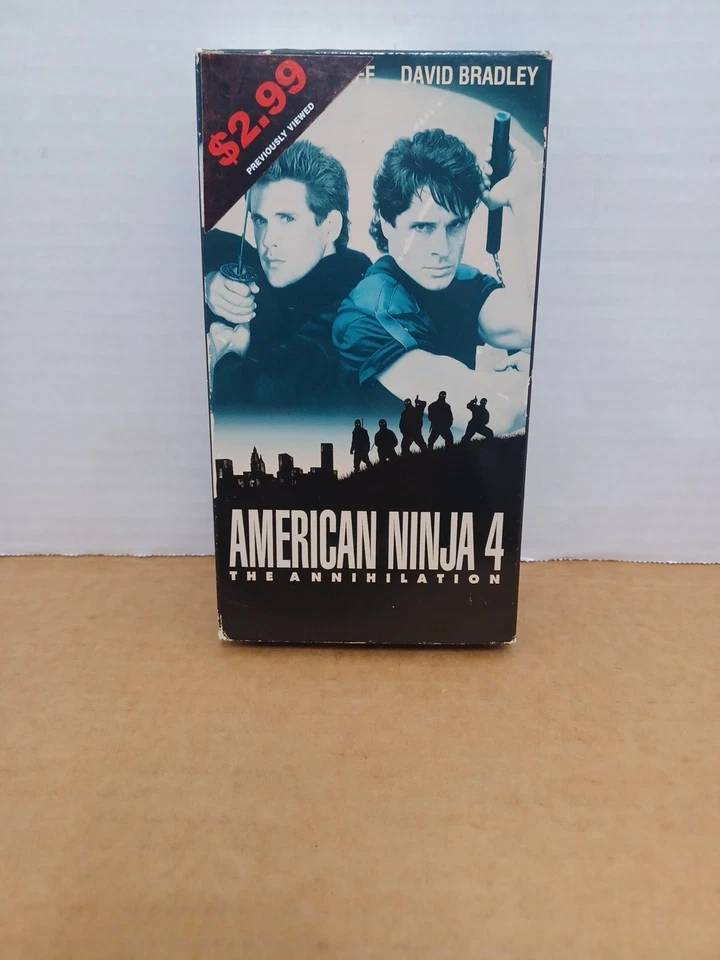 $2.99
PREVIOUSLY VIEWED
DAVID BRADLEY
AMERICAN NINJA 4
THE ANNIHILATION